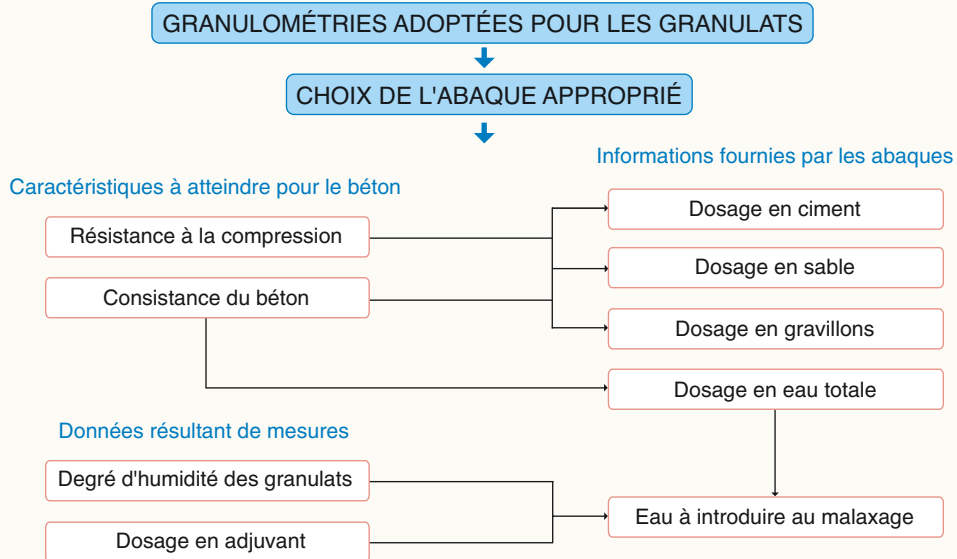 GRANULOMÉTRIES ADOPTÉES POUR LES GRANULATS
CHOIX DE L'ABAQUE APPROPRIÉ
Informations fournies par les abaques
Caractéristiques à atteindre pour le béton
Dosage en ciment
Résistance à la compression
Dosage en sable
Consistance du béton
Dosage en gravillons
Dosage en eau totale
Données résultant de mesures
Degré d'humidité des granulats
Eau à introduire au malaxage
Dosage en adjuvant